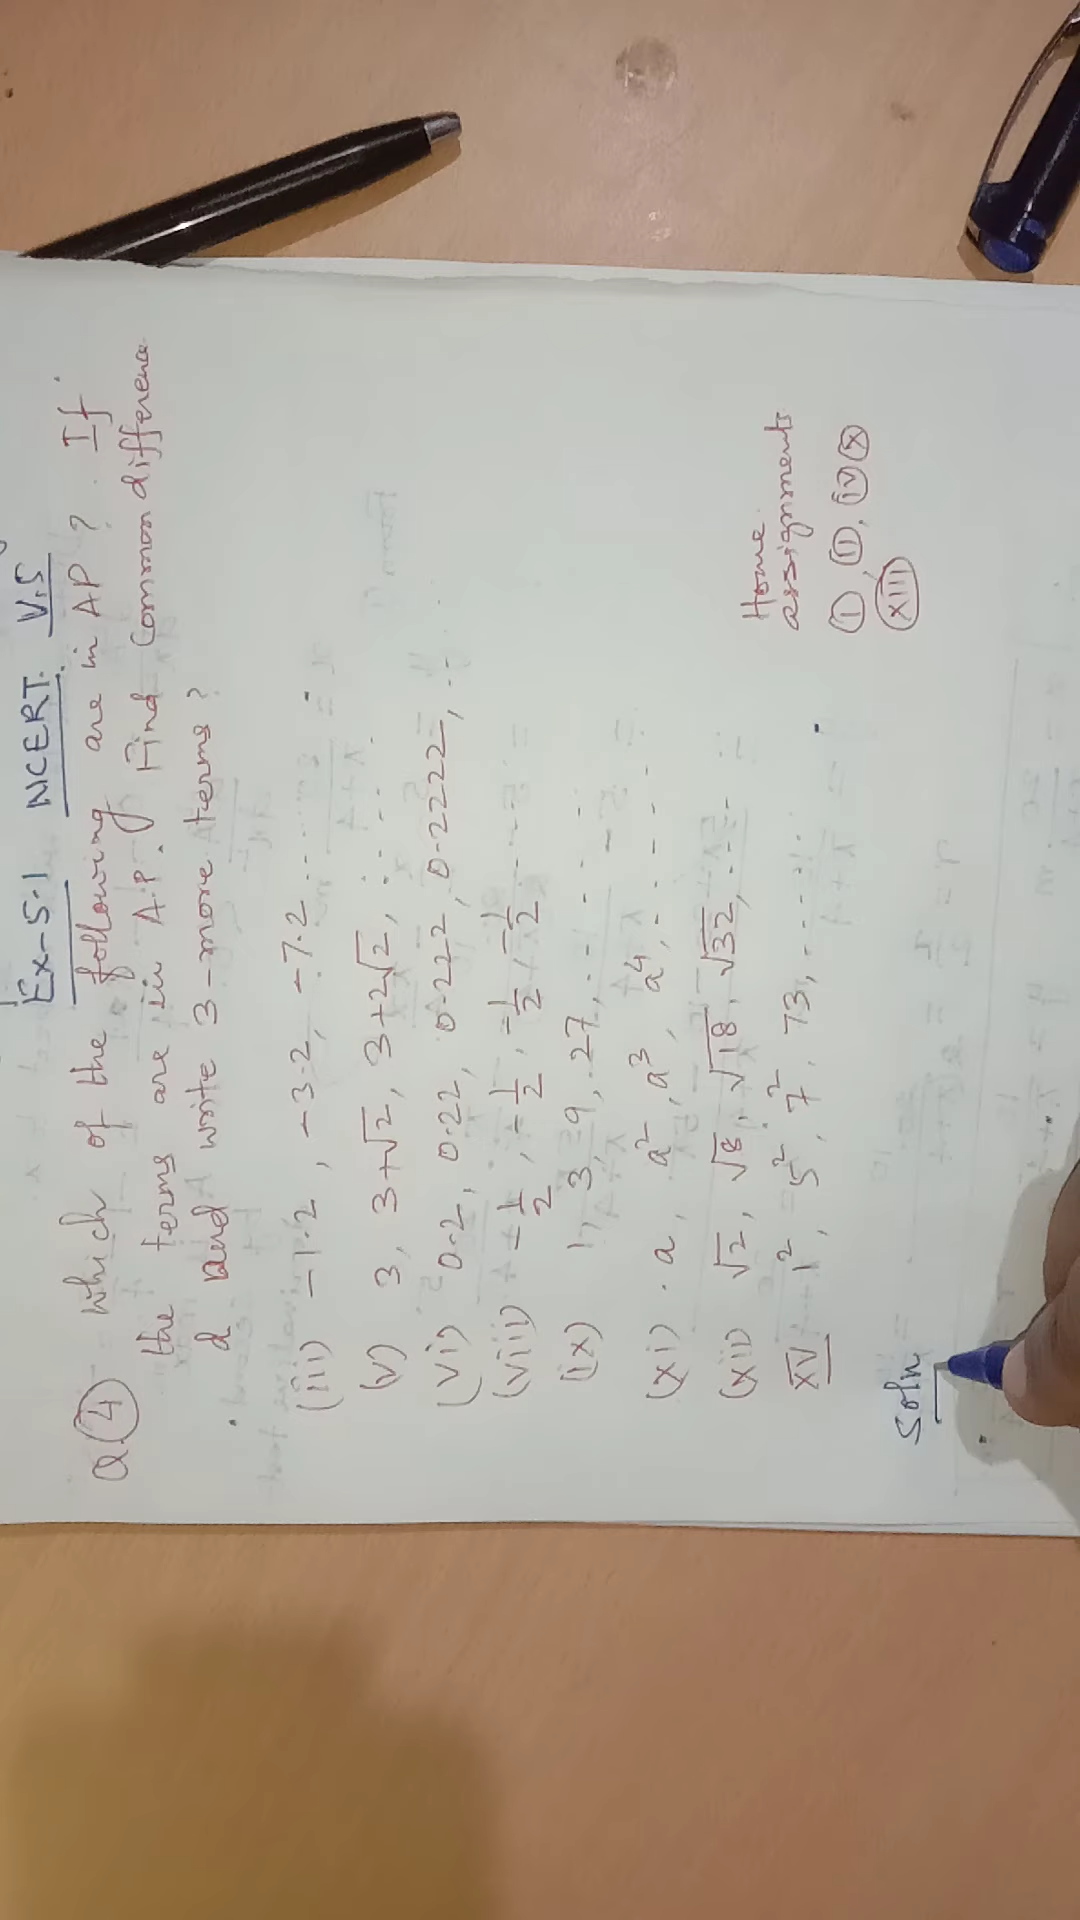 Ex-5.1 NCERT. V.S
Q.4 which of the following are in AP? If
the terms are in A.P. Find Common difference
d and write 3-more terms?
(iii) -1.2, -3.2, -7.2 ......
(v) 3, 3+√2, 3+2√2, .....
(vi) 0.2, 0.22, 0.222, 0.2222, ...
(viii) -1/2, -1/2, -1/2, -1/2 .....
(ix) 1, 3, 9, 27, ......
(xi) a, a², a³, a⁴, ......
(xii) √2, √8, √18, √32, ....
XV 1², 5², 7², 73, ......
Home
assignments
(i) (ii), (iv) (x)
(xiii)
Soln